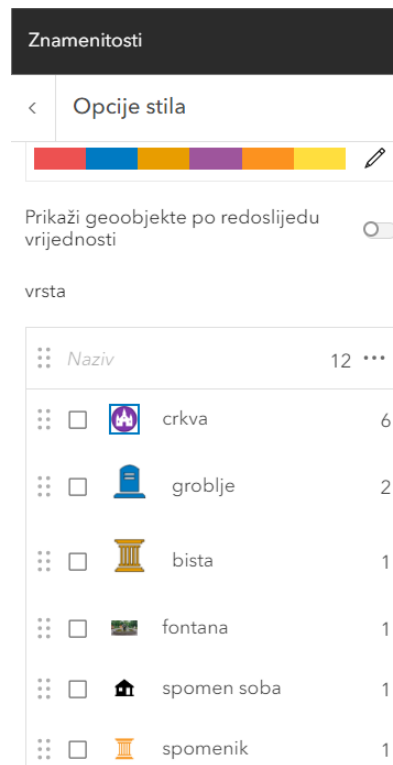 Znamenitosti
Opcije stila
Prikaži geoobjekte po redoslijedu
vrijednosti
vrsta
Naziv 12
crkva 6
groblje 2
bista 1
fontana 1
spomen soba 1
spomenik 1